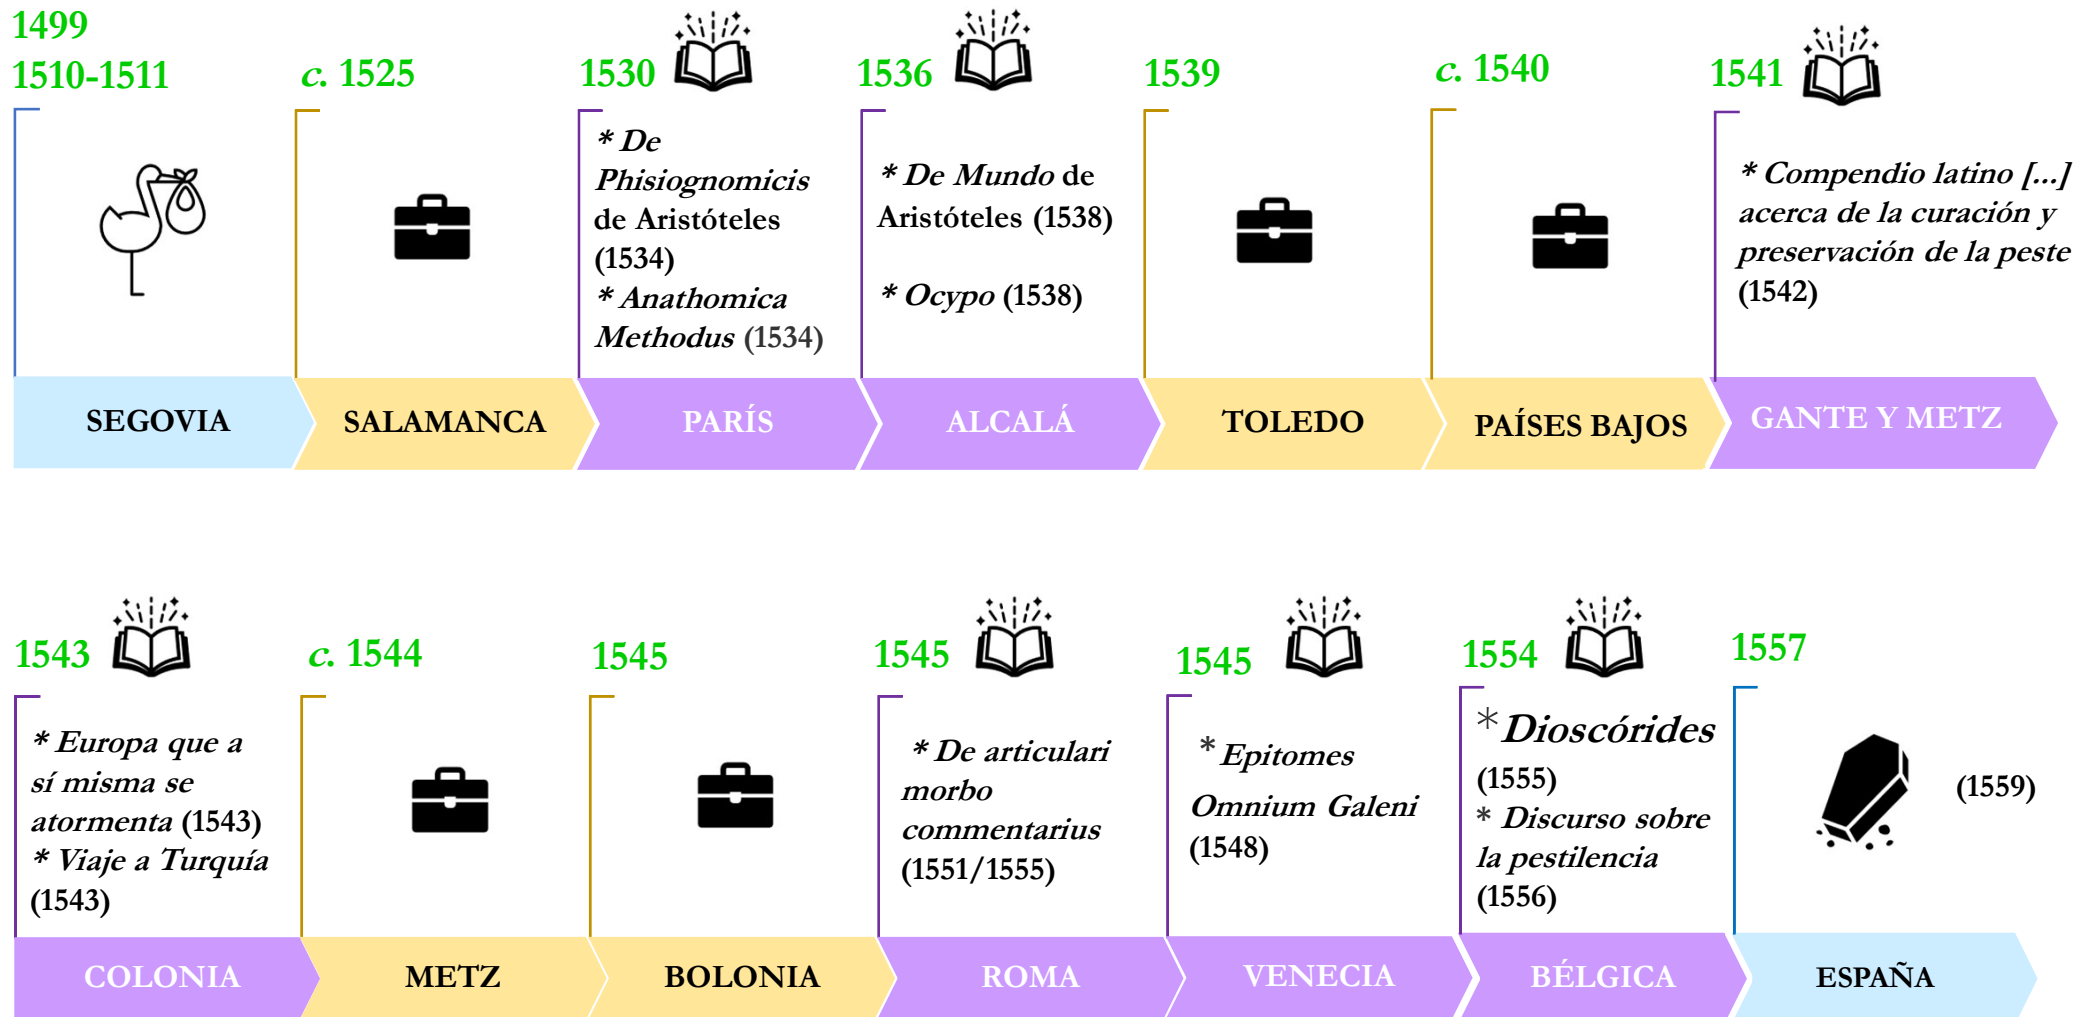 1499
1510-1511
c. 1525
1530
1536
1539
c. 1540
1541
* De
Phisiognomicis
de Aristóteles
(1534)
* Anathomica
Methodus (1534)
* De Mundo de
Aristóteles (1538)
* Ocypo (1538)
* Compendio latino [...]
acerca de la curación y
preservación de la peste
(1542)
SEGOVIA
SALAMANCA
PARÍS
ALCALÁ
TOLEDO
PAÍSES BAJOS
GANTE Y METZ
1543
c. 1544
1545
1545
1545
1554
1557
* Europa que a
sí misma se
atormenta (1543)
* Viaje a Turquía
(1543)
* De articulari
morbo
commentarius
(1551/1555)
* Epitomes
Omnium Galeni
(1548)
* Dioscórides
(1555)
* Discurso sobre
la pestilencia
(1556)
(1559)
COLONIA
METZ
BOLONIA
ROMA
VENECIA
BÉLGICA
ESPAÑA